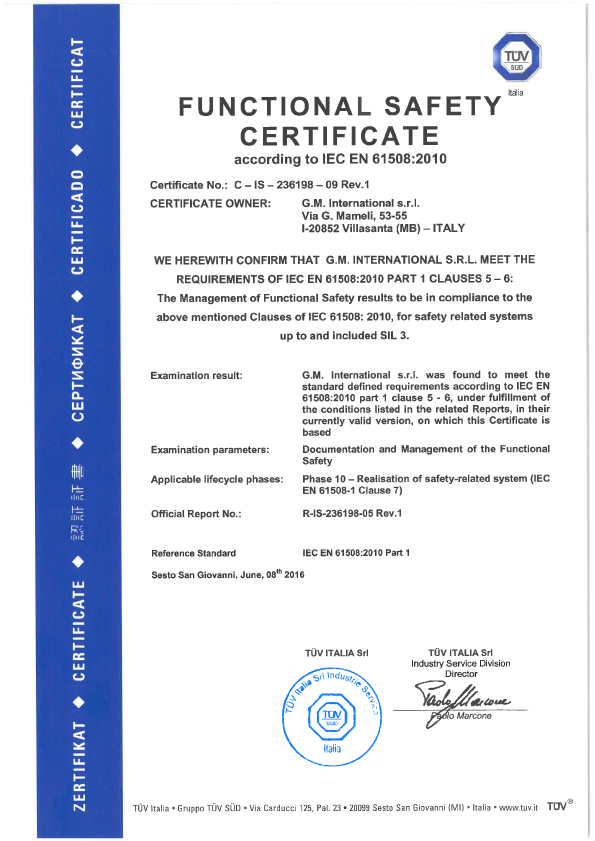 TÜV
SÜD
Italia
FUNCTIONAL SAFETY
CERTIFICATE
according to IEC EN 61508:2010
Certificate No.: C – IS – 236198 – 09 Rev.1
CERTIFICATE OWNER: G.M. International s.r.l.
Via G. Mameli, 53-55
I-20852 Villasanta (MB) – ITALY
WE HEREWITH CONFIRM THAT G.M. INTERNATIONAL S.R.L. MEET THE
REQUIREMENTS OF IEC EN 61508:2010 PART 1 CLAUSES 5 – 6:
The Management of Functional Safety results to be in compliance to the
above mentioned Clauses of IEC 61508: 2010, for safety related systems
up to and included SIL 3.
Examination result: G.M. International s.r.l. was found to meet the
standard defined requirements according to IEC EN
61508:2010 part 1 clause 5 - 6, under fulfillment of
the conditions listed in the related Reports, in their
currently valid version, on which this Certificate is
based
Examination parameters: Documentation and Management of the Functional
Safety
Applicable lifecycle phases: Phase 10 – Realisation of safety-related system (IEC
EN 61508-1 Clause 7)
Official Report No.: R-IS-236198-05 Rev.1
Reference Standard IEC EN 61508:2010 Part 1
Sesto San Giovanni, June, 08th 2016
TÜV ITALIA Srl
TÜV Italia Srl Industrie Service
TÜV
SÜD
Italia
TÜV ITALIA Srl
Industry Service Division
Director
Paolo Marcone
Paolo Marcone
TÜV Italia • Gruppo TÜV SÜD • Via Carducci 125, Pal. 23 • 20099 Sesto San Giovanni (MI) • Italia • www.tuv.it TÜV®
ZERTIFIKAT ◆ CERTIFICATE ◆ 認証証書 ◆ СЕРТИФИКАТ ◆ CERTIFICADO ◆ CERTIFICAT